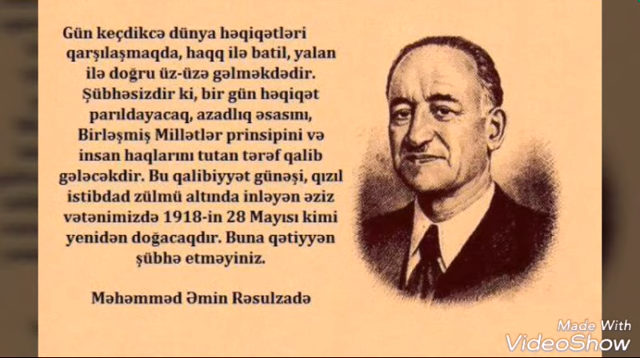 Gün keçdikcə dünya həqiqətləri
qarşılaşmaqda, haqq ilə batil, yalan
ilə doğru üz-üzə gəlməkdədir.
Şübhəsizdir ki, bir gün həqiqət
parıldayacaq, azadlıq əsasını,
Birləşmiş Millətlər prinsipini və
insan haqlarını tutan tərəf qalib
gələcəkdir. Bu qalibiyyət günəşi, qızıl
istibdad zülmü altında inləyən əziz
vətənimizdə 1918-in 28 Mayısı kimi
yenidən doğacaqdır. Buna qətiyyən
şübhə etməyiniz.
Məhəmməd Əmin Rəsulzadə
Made With
VideoShow